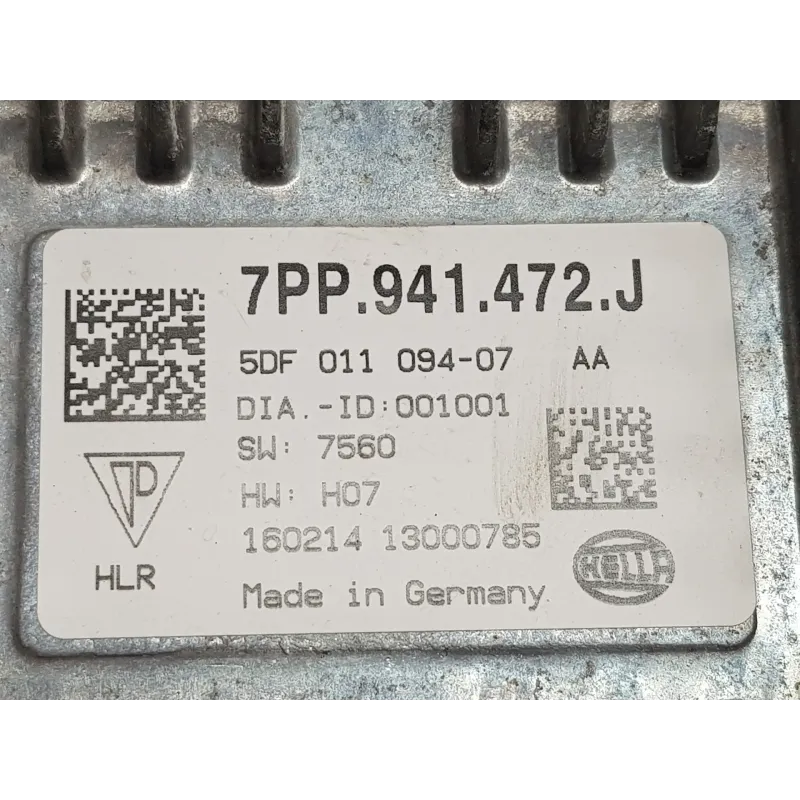 7PP.941.472.J
5DF 011 094-07 AA
DIA.-ID:001001
SW: 7560
HW: H07
160214 13000785
Made in Germany
HLR
HELLA